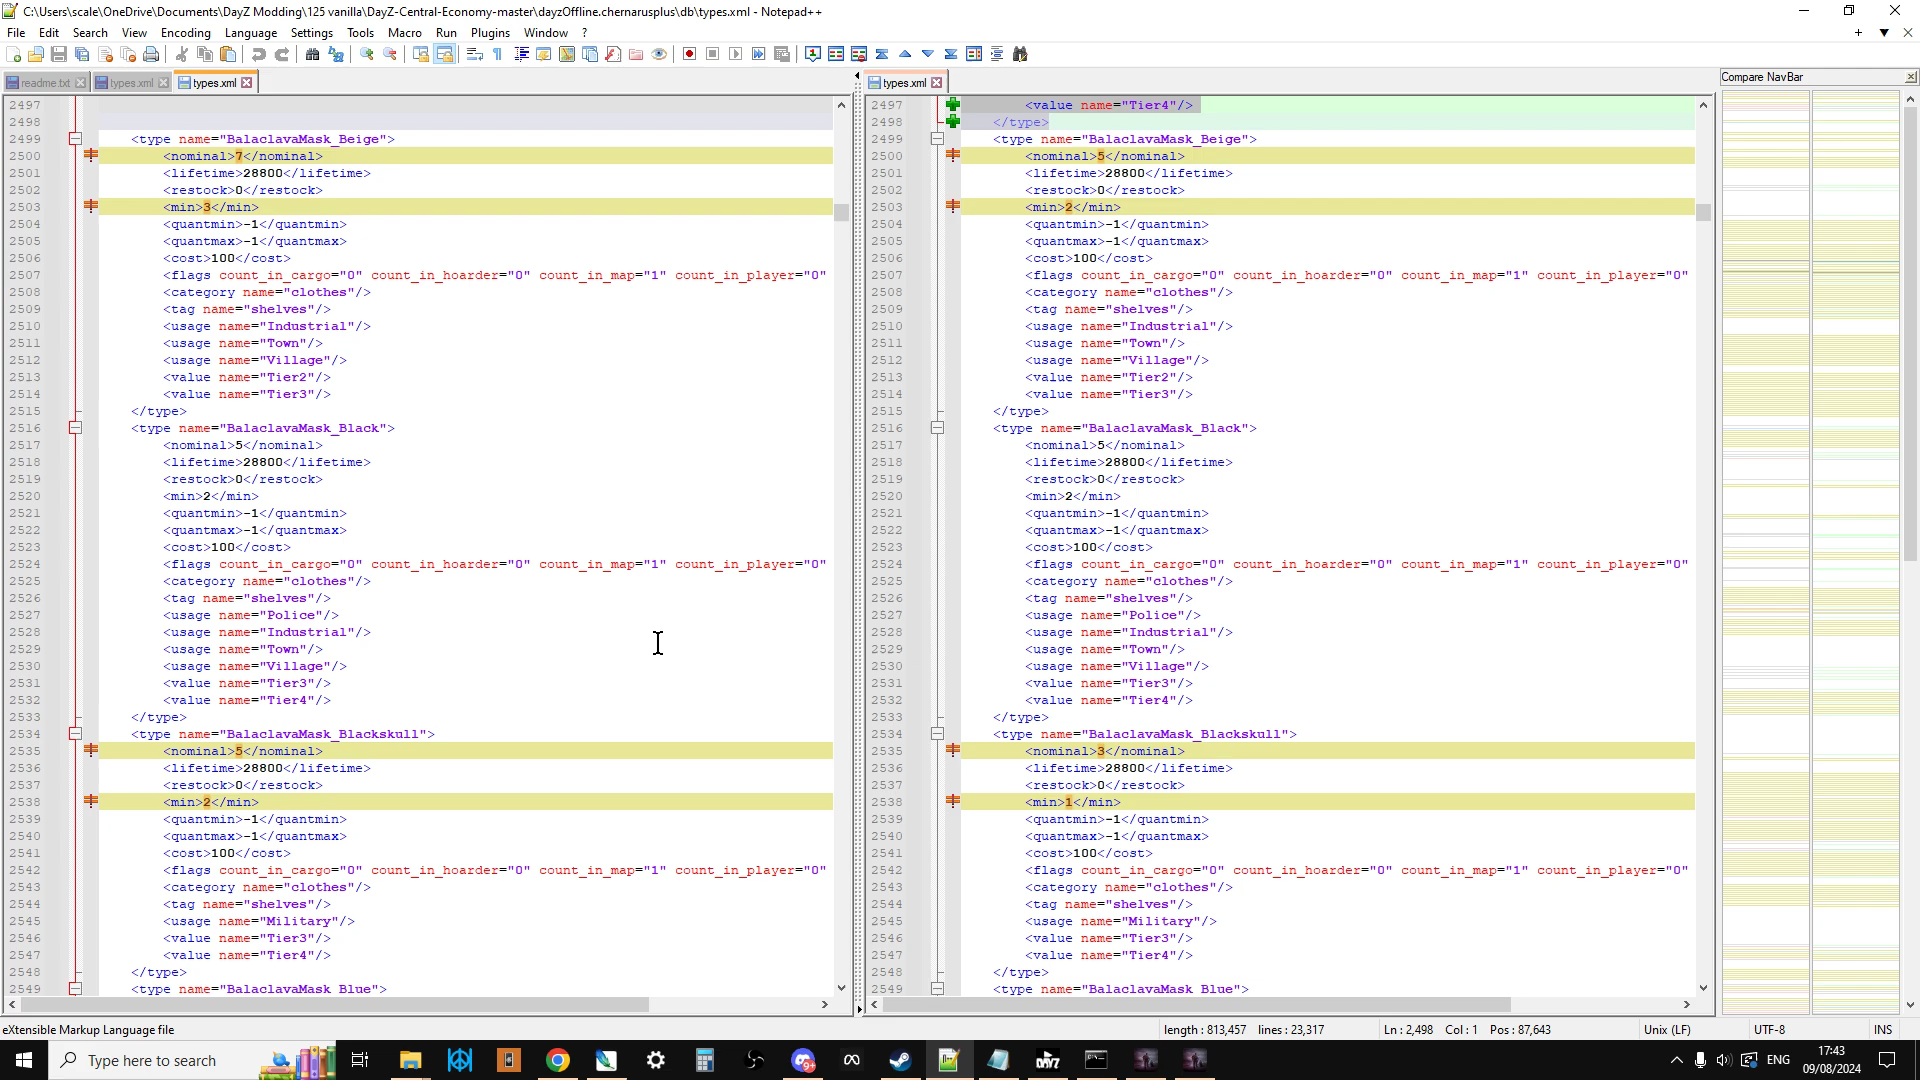 C:\Users\scale\OneDrive\Documents\DayZ Modding\125 vanilla\DayZ-Central-Economy-master\dayzOffline.chernarusplus\db\types.xml - Notepad++
File Edit Search View Encoding Language Settings Tools Macro Run Plugins Window ?
readme.txt types.xml types.xml
2497
2498
2499 <type name="BalaclavaMask_Beige">
2500 <nominal>7</nominal>
2501 <lifetime>28800</lifetime>
2502 <restock>0</restock>
2503 <min>3</min>
2504 <quantmin>-1</quantmin>
2505 <quantmax>-1</quantmax>
2506 <cost>100</cost>
2507 <flags count_in_cargo="0" count_in_hoarder="0" count_in_map="1" count_in_player="0"
2508 <category name="clothes"/>
2509 <tag name="shelves"/>
2510 <usage name="Industrial"/>
2511 <usage name="Town"/>
2512 <usage name="Village"/>
2513 <value name="Tier2"/>
2514 <value name="Tier3"/>
2515 </type>
2516 <type name="BalaclavaMask_Black">
2517 <nominal>5</nominal>
2518 <lifetime>28800</lifetime>
2519 <restock>0</restock>
2520 <min>2</min>
2521 <quantmin>-1</quantmin>
2522 <quantmax>-1</quantmax>
2523 <cost>100</cost>
2524 <flags count_in_cargo="0" count_in_hoarder="0" count_in_map="1" count_in_player="0"
2525 <category name="clothes"/>
2526 <tag name="shelves"/>
2527 <usage name="Police"/>
2528 <usage name="Industrial"/>
2529 <usage name="Town"/>
2530 <usage name="Village"/>
2531 <value name="Tier3"/>
2532 <value name="Tier4"/>
2533 </type>
2534 <type name="BalaclavaMask_Blackskull">
2535 <nominal>5</nominal>
2536 <lifetime>28800</lifetime>
2537 <restock>0</restock>
2538 <min>2</min>
2539 <quantmin>-1</quantmin>
2540 <quantmax>-1</quantmax>
2541 <cost>100</cost>
2542 <flags count_in_cargo="0" count_in_hoarder="0" count_in_map="1" count_in_player="0"
2543 <category name="clothes"/>
2544 <tag name="shelves"/>
2545 <usage name="Military"/>
2546 <value name="Tier3"/>
2547 <value name="Tier4"/>
2548 </type>
2549 <type name="BalaclavaMask_Blue">
types.xml
2497 <value name="Tier4"/>
2498 </type>
2499 <type name="BalaclavaMask_Beige">
2500 <nominal>5</nominal>
2501 <lifetime>28800</lifetime>
2502 <restock>0</restock>
2503 <min>2</min>
2504 <quantmin>-1</quantmin>
2505 <quantmax>-1</quantmax>
2506 <cost>100</cost>
2507 <flags count_in_cargo="0" count_in_hoarder="0" count_in_map="1" count_in_player="0"
2508 <category name="clothes"/>
2509 <tag name="shelves"/>
2510 <usage name="Industrial"/>
2511 <usage name="Town"/>
2512 <usage name="Village"/>
2513 <value name="Tier2"/>
2514 <value name="Tier3"/>
2515 </type>
2516 <type name="BalaclavaMask_Black">
2517 <nominal>5</nominal>
2518 <lifetime>28800</lifetime>
2519 <restock>0</restock>
2520 <min>2</min>
2521 <quantmin>-1</quantmin>
2522 <quantmax>-1</quantmax>
2523 <cost>100</cost>
2524 <flags count_in_cargo="0" count_in_hoarder="0" count_in_map="1" count_in_player="0"
2525 <category name="clothes"/>
2526 <tag name="shelves"/>
2527 <usage name="Police"/>
2528 <usage name="Industrial"/>
2529 <usage name="Town"/>
2530 <usage name="Village"/>
2531 <value name="Tier3"/>
2532 <value name="Tier4"/>
2533 </type>
2534 <type name="BalaclavaMask_Blackskull">
2535 <nominal>3</nominal>
2536 <lifetime>28800</lifetime>
2537 <restock>0</restock>
2538 <min>1</min>
2539 <quantmin>-1</quantmin>
2540 <quantmax>-1</quantmax>
2541 <cost>100</cost>
2542 <flags count_in_cargo="0" count_in_hoarder="0" count_in_map="1" count_in_player="0"
2543 <category name="clothes"/>
2544 <tag name="shelves"/>
2545 <usage name="Military"/>
2546 <value name="Tier3"/>
2547 <value name="Tier4"/>
2548 </type>
2549 <type name="BalaclavaMask_Blue">
Compare NavBar
eXtensible Markup Language file length : 813,457 lines : 23,317 Ln : 2,498 Col : 1 Pos : 87,643 Unix (LF) UTF-8 INS
Type here to search
9+
DAYZ
ENG
17:43
09/08/2024